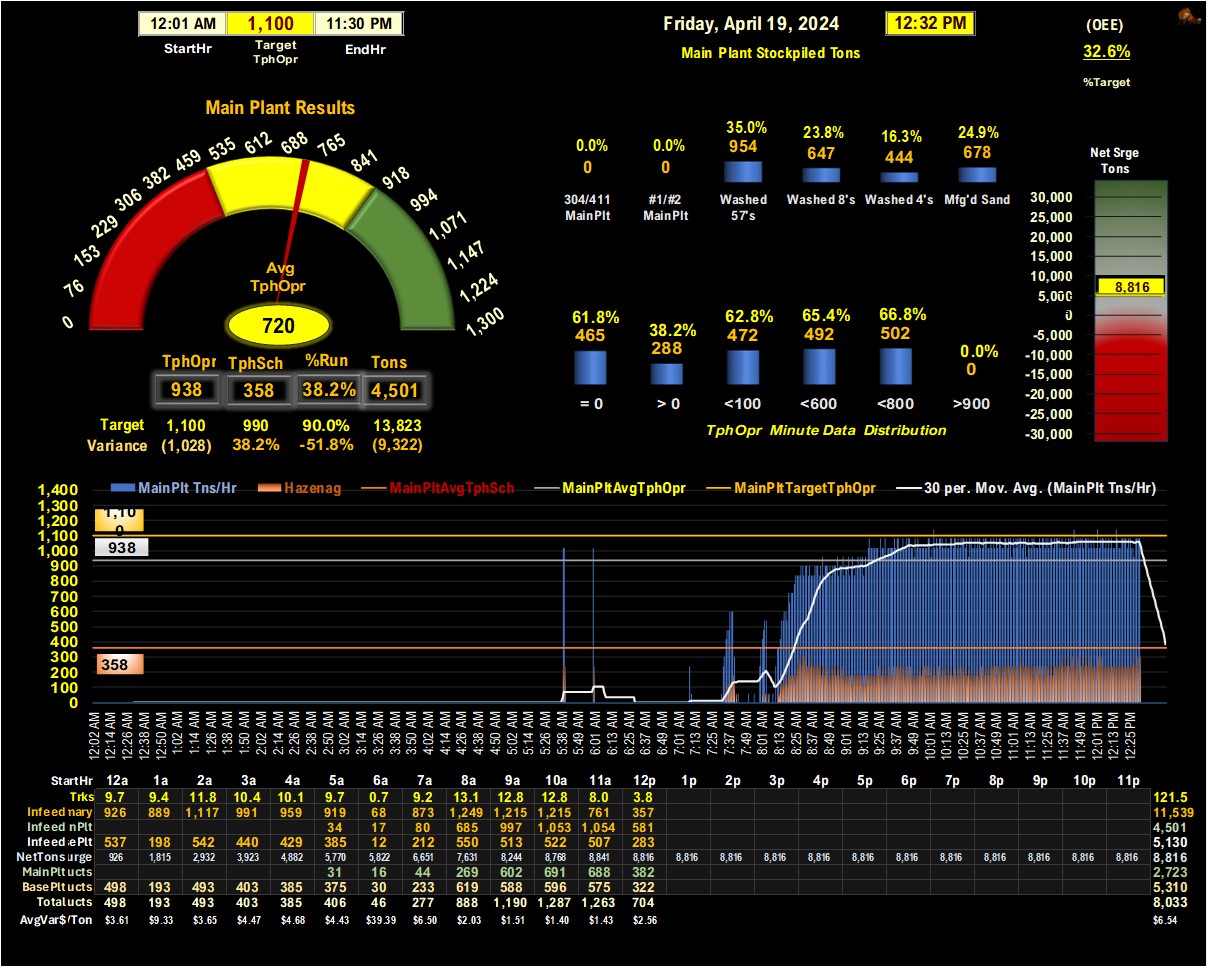 12:01 AM 1,100 11:30 PM
StartHr Target TphOpr EndHr
Friday, April 19, 2024 12:32 PM
Main Plant Stockpiled Tons
(OEE)
32.6%
%Target
Main Plant Results
0 76 153 229 306 382 459 535 612 688 765 841 918 994 1,071 1,147 1,224 1,300
Avg
TphOpr
720
TphOpr TphSch %Run Tons
938 358 38.2% 4,501
Target 1,100 990 90.0% 13,823
Variance (1,028) 38.2% -51.8% (9,322)
0.0% 0.0% 35.0% 23.8% 16.3% 24.9%
0 0 954 647 444 678
304/411 MainPlt #1/#2 MainPlt Washed 57's Washed 8's Washed 4's Mfg'd Sand
61.8% 38.2% 62.8% 65.4% 66.8% 0.0%
465 288 472 492 502 0
= 0 > 0 <100 <600 <800 >900
TphOpr Minute Data Distribution
Net Srge
Tons
30,000
25,000
20,000
15,000
10,000
8,816
5,000
0
-5,000
-10,000
-15,000
-20,000
-25,000
-30,000
MainPlt Tns/Hr Hazenag MainPltAvgTphSch MainPltAvgTphOpr MainPltTargetTphOpr 30 per. Mov. Avg. (MainPlt Tns/Hr)
1,400
1,300
1,200
1,100
1,000
900
800
700
600
500
400
300
200
100
0
1,100
938
358
12:02 AM 12:14 AM 12:26 AM 12:38 AM 12:50 AM 1:02 AM 1:14 AM 1:26 AM 1:38 AM 1:50 AM 2:02 AM 2:14 AM 2:26 AM 2:38 AM 2:50 AM 3:02 AM 3:14 AM 3:26 AM 3:38 AM 3:50 AM 4:02 AM 4:14 AM 4:26 AM 4:38 AM 4:50 AM 5:02 AM 5:14 AM 5:26 AM 5:38 AM 5:49 AM 6:01 AM 6:13 AM 6:25 AM 6:37 AM 6:49 AM 7:01 AM 7:13 AM 7:25 AM 7:37 AM 7:49 AM 8:01 AM 8:13 AM 8:25 AM 8:37 AM 8:49 AM 9:01 AM 9:13 AM 9:25 AM 9:37 AM 9:49 AM 10:01 AM 10:13 AM 10:25 AM 10:37 AM 10:49 AM 11:01 AM 11:13 AM 11:25 AM 11:37 AM 11:49 AM 12:01 PM 12:13 PM 12:25 PM
StartHr 12a 1a 2a 3a 4a 5a 6a 7a 8a 9a 10a 11a 12p 1p 2p 3p 4p 5p 6p 7p 8p 9p 10p 11p
Trks 9.7 9.4 11.8 10.4 10.1 9.7 0.7 9.2 13.1 12.8 12.8 8.0 3.8 121.5
Infeed mary 926 889 1,117 991 959 919 68 873 1,249 1,215 1,215 761 357 11,539
Infeed nPlt 34 17 80 685 997 1,053 1,054 581 4,501
Infeed ePlt 537 198 542 440 429 385 12 212 550 513 522 507 283 5,130
NetTons urge 926 1,815 2,932 3,923 4,882 5,770 5,822 6,651 7,631 8,244 8,768 8,841 8,816 8,816 8,816 8,816 8,816 8,816 8,816 8,816 8,816 8,816 8,816 8,816 8,816
MainPlt ucts 31 16 44 269 602 691 688 382 2,723
BasePlt ucts 498 193 493 403 385 375 30 233 619 588 596 575 322 5,310
Total ucts 498 193 493 403 385 406 46 277 888 1,190 1,287 1,263 704 8,033
AvgVar$/Ton $3.61 $9.33 $3.65 $4.47 $4.68 $4.43 $39.39 $6.50 $2.03 $1.51 $1.40 $1.43 $2.56 $6.54